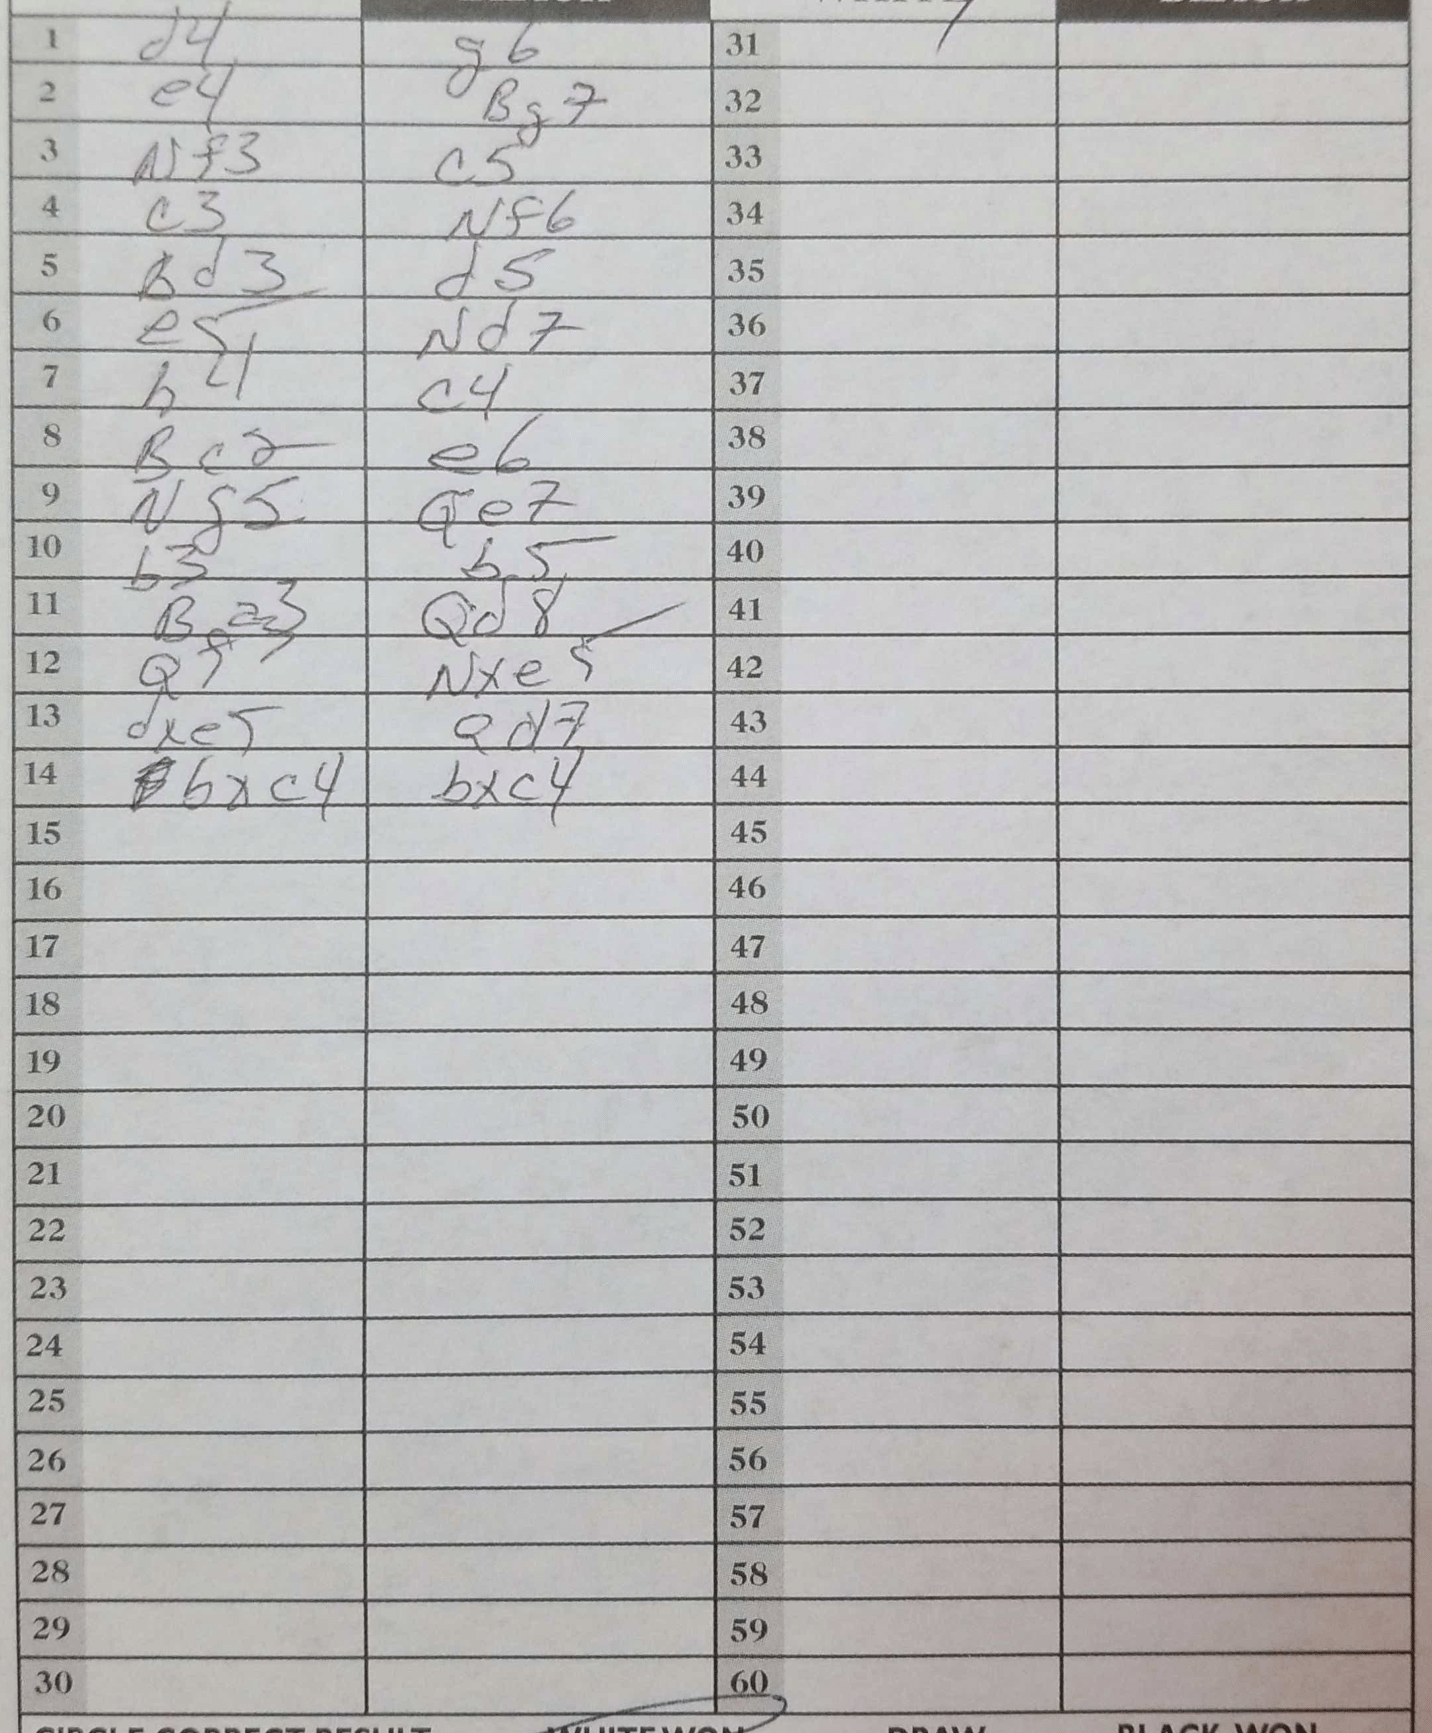 BLACK WHITE BLACK
1 d4 g6 31
2 e4 Bg7 32
3 Nf3 c5 33
4 c3 Nf6 34
5 Bd3 d5 35
6 e5 Nd7 36
7 h4 c4 37
8 Bc2 e6 38
9 Ng5 Qe7 39
10 b3 b5 40
11 Ba3 Qd8 41
12 Qf3 Nxe5 42
13 dxe5 Qd7 43
14 bxc4 bxc4 44
15 45
16 46
17 47
18 48
19 49
20 50
21 51
22 52
23 53
24 54
25 55
26 56
27 57
28 58
29 59
30 60
CIRCLE CORRECT RESULT WHITE WON DRAW BLACK WON